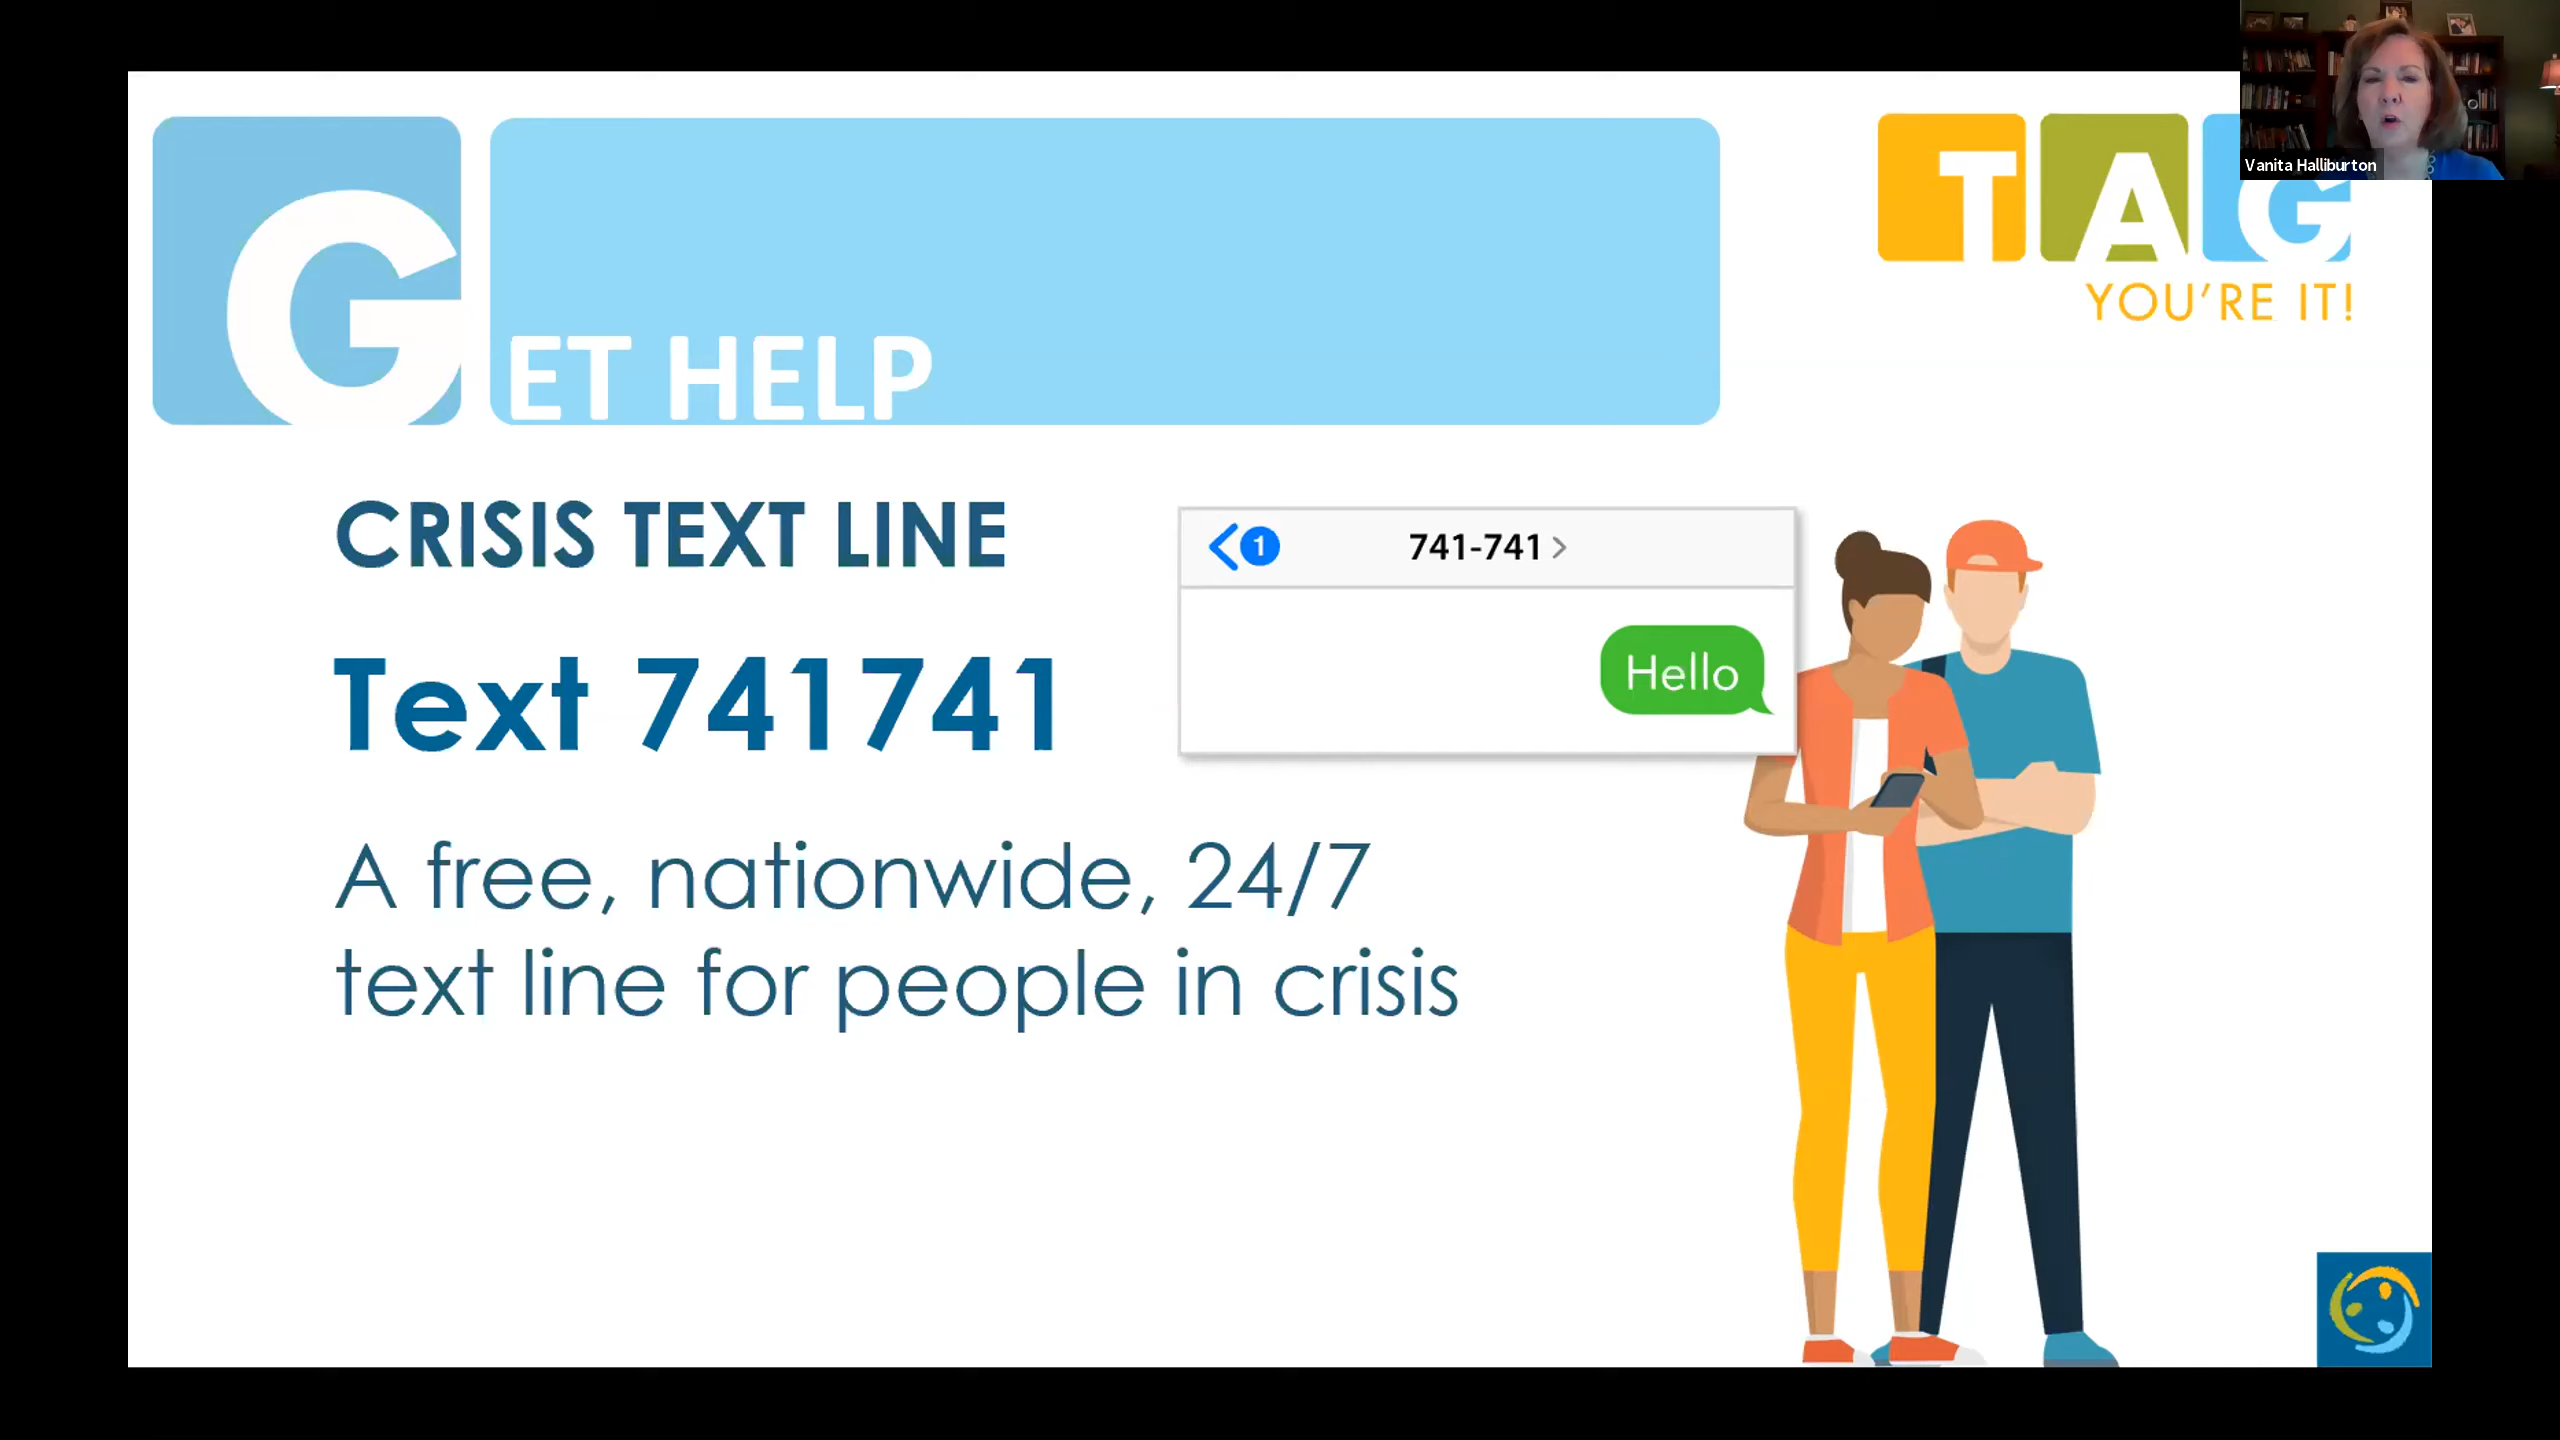 GET HELP
TAG
YOU'RE IT!
Vanita Halliburton
CRISIS TEXT LINE
Text 741741
A free, nationwide, 24/7
text line for people in crisis
1
741-741
Hello